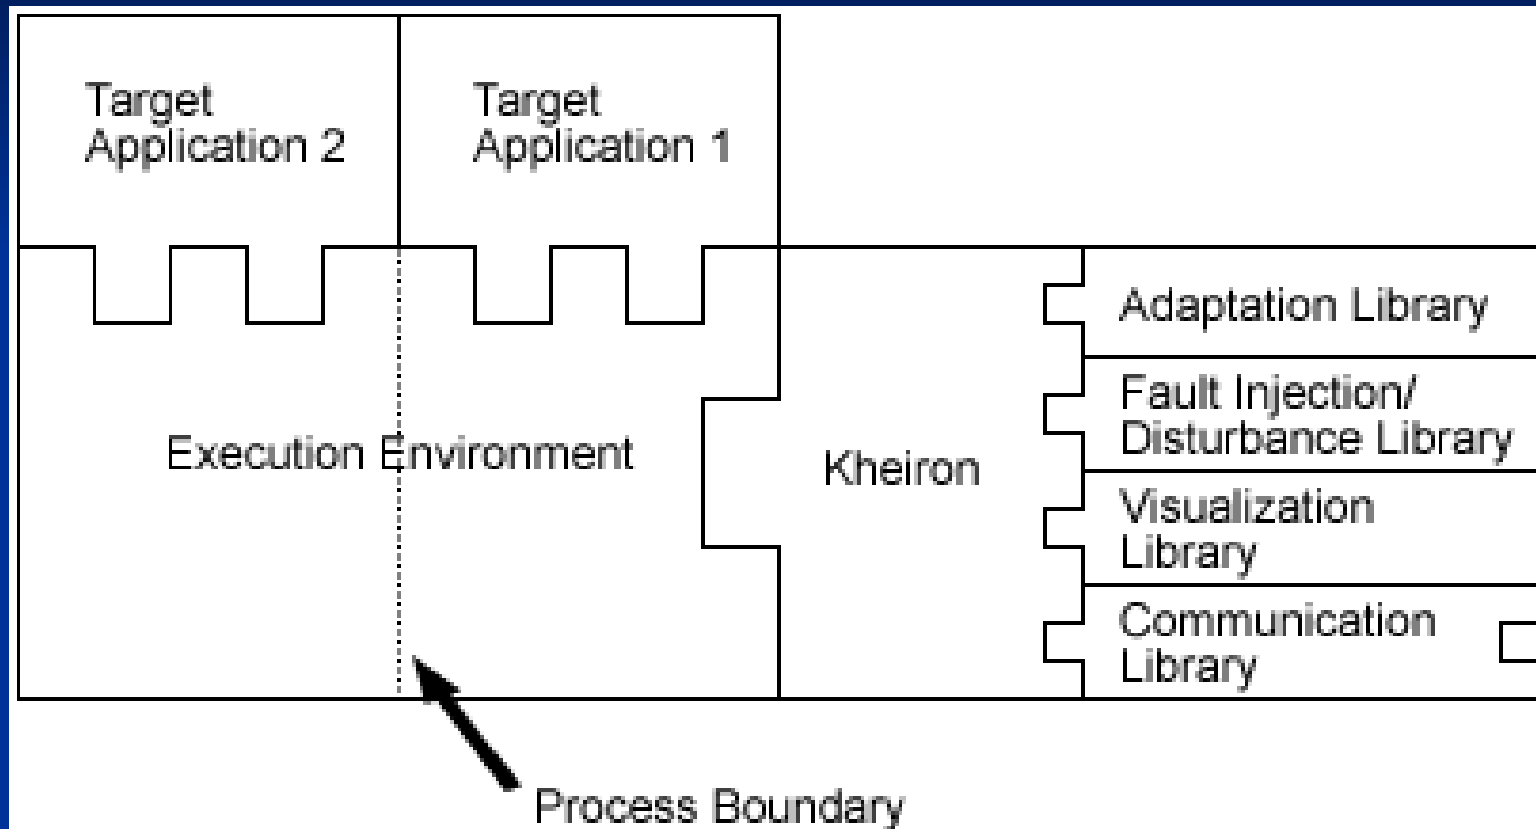 Target
Application 2
Target
Application 1
Adaptation Library
Fault Injection/
Disturbance Library
Execution Environment
Kheiron
Visualization
Library
Communication
Library
Process Boundary